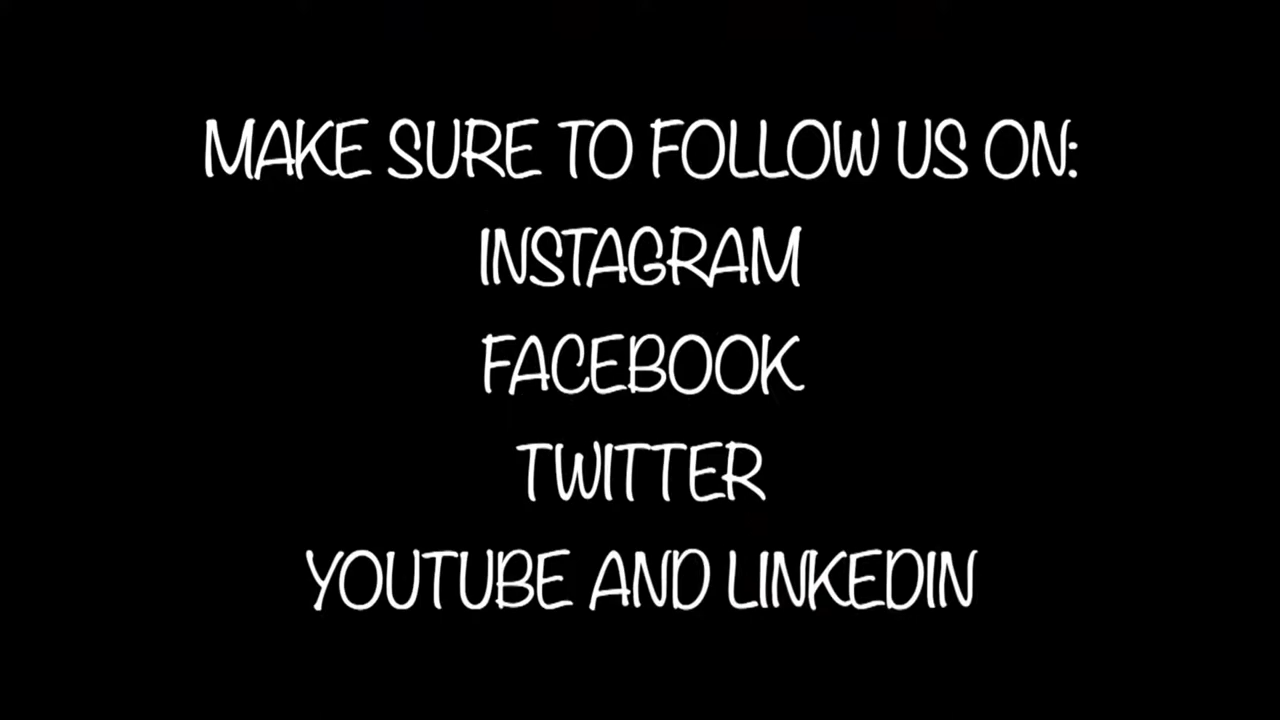 MAKE SURE TO FOLLOW US ON:
INSTAGRAM
FACEBOOK
TWITTER
YOUTUBE AND LINKEDIN